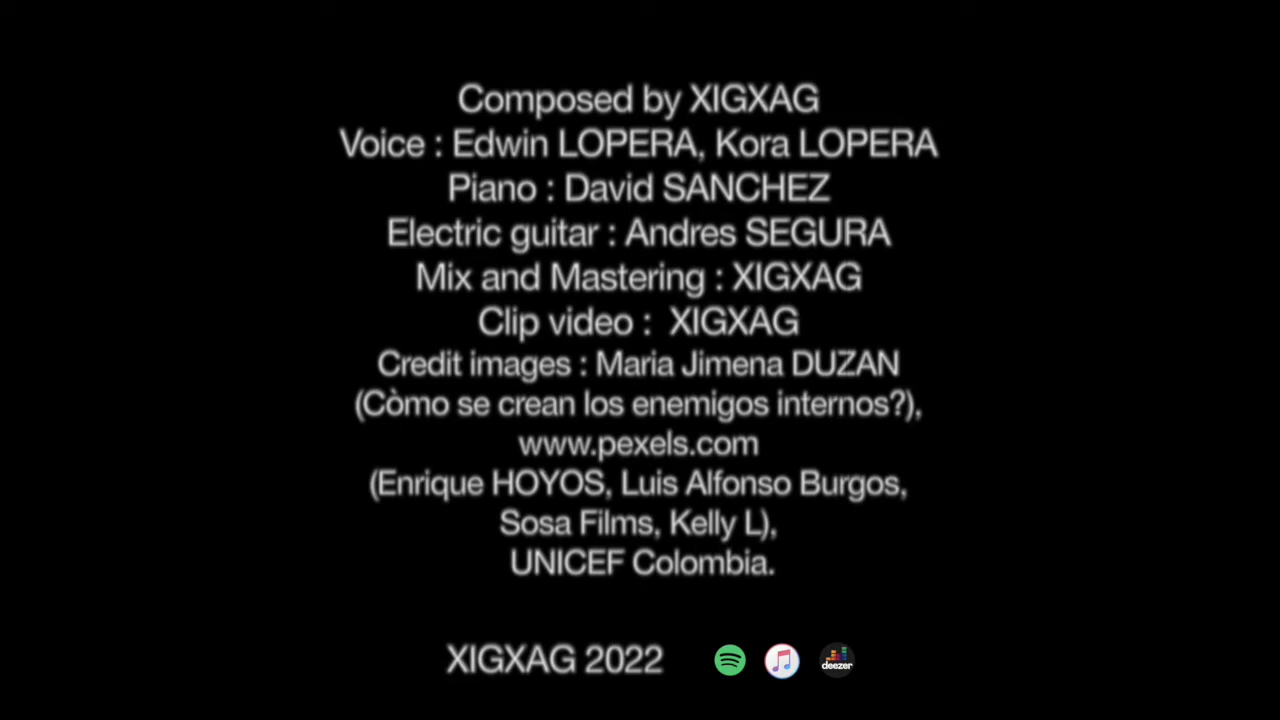 Composed by XIGXAG
Voice : Edwin LOPERA, Kora LOPERA
Piano : David SANCHEZ
Electric guitar : Andres SEGURA
Mix and Mastering : XIGXAG
Clip video :  XIGXAG
Credit images : Maria Jimena DUZAN
(Còmo se crean los enemigos internos?),
www.pexels.com
(Enrique HOYOS, Luis Alfonso Burgos,
Sosa Films, Kelly L),
UNICEF Colombia.
XIGXAG 2022 deezer